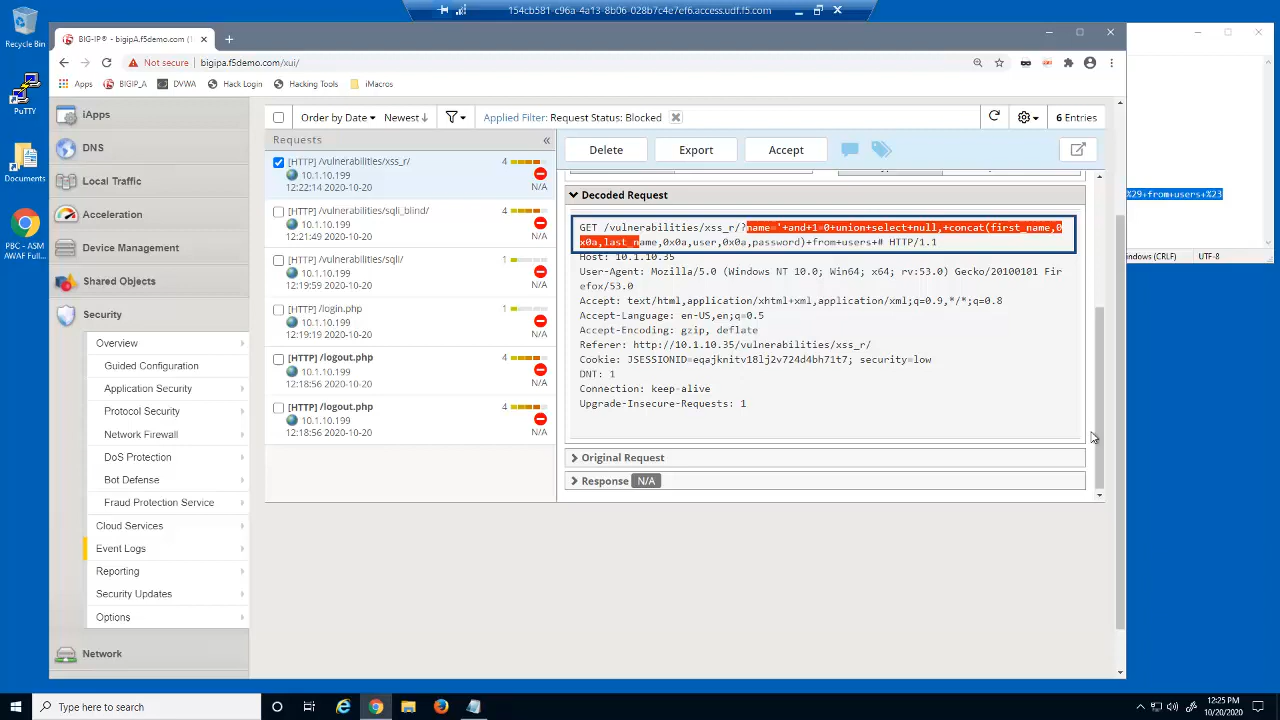 154cb581-c96a-4a13-8b06-028b7c4e7ef6.access.udf.f5.com
Recycle Bin
PuTTY
Documents
PBC - ASM
AWAF Full...
BIG-IP® - bigipA.f5demo.com (
Not secure
bigipa.f5demo.com/xui/
Apps
BIGIP_A
DVWA
Hack Login
Hacking Tools
iMacros
iApps
DNS
Local Traffic
Acceleration
Device Management
Shared Objects
Security
Overview
Guided Configuration
Application Security
Protocol Security
Network Firewall
DoS Protection
Bot Defense
Fraud Protection Service
Cloud Services
Event Logs
Reporting
Security Updates
Options
Network
Order by Date
Newest
Applied Filter: Request Status: Blocked
6 Entries
Requests
[HTTP] /vulnerabilities/xss_r/
4
10.1.10.199
12:22:14 2020-10-20
N/A
[HTTP] /vulnerabilities/sqli_blind/
4
10.1.10.199
12:21:49 2020-10-20
N/A
[HTTP] /vulnerabilities/sqli/
4
10.1.10.199
12:19:59 2020-10-20
N/A
[HTTP] /login.php
1
10.1.10.199
12:19:19 2020-10-20
N/A
[HTTP] /logout.php
4
10.1.10.199
12:18:56 2020-10-20
N/A
[HTTP] /logout.php
4
10.1.10.199
12:18:56 2020-10-20
N/A
Delete
Export
Accept
Decoded Request
GET /vulnerabilities/xss_r/?name='+and+1=0+union+select+null,+concat(first_name,0
x0a,last_name,0x0a,user,0x0a,password)+from+users+# HTTP/1.1
Host: 10.1.10.35
User-Agent: Mozilla/5.0 (Windows NT 10.0; Win64; x64; rv:53.0) Gecko/20100101 Fir
efox/53.0
Accept: text/html,application/xhtml+xml,application/xml;q=0.9,*/*;q=0.8
Accept-Language: en-US,en;q=0.5
Accept-Encoding: gzip, deflate
Referer: http://10.1.10.35/vulnerabilities/xss_r/
Cookie: JSESSIONID=eqajknitv18lj2v724d4bh71t7; security=low
DNT: 1
Connection: keep-alive
Upgrade-Insecure-Requests: 1
Original Request
Response N/A
%29+from+users+%23
ndows (CRLF)
UTF-8
Type here to search
12:25 PM
10/20/2020